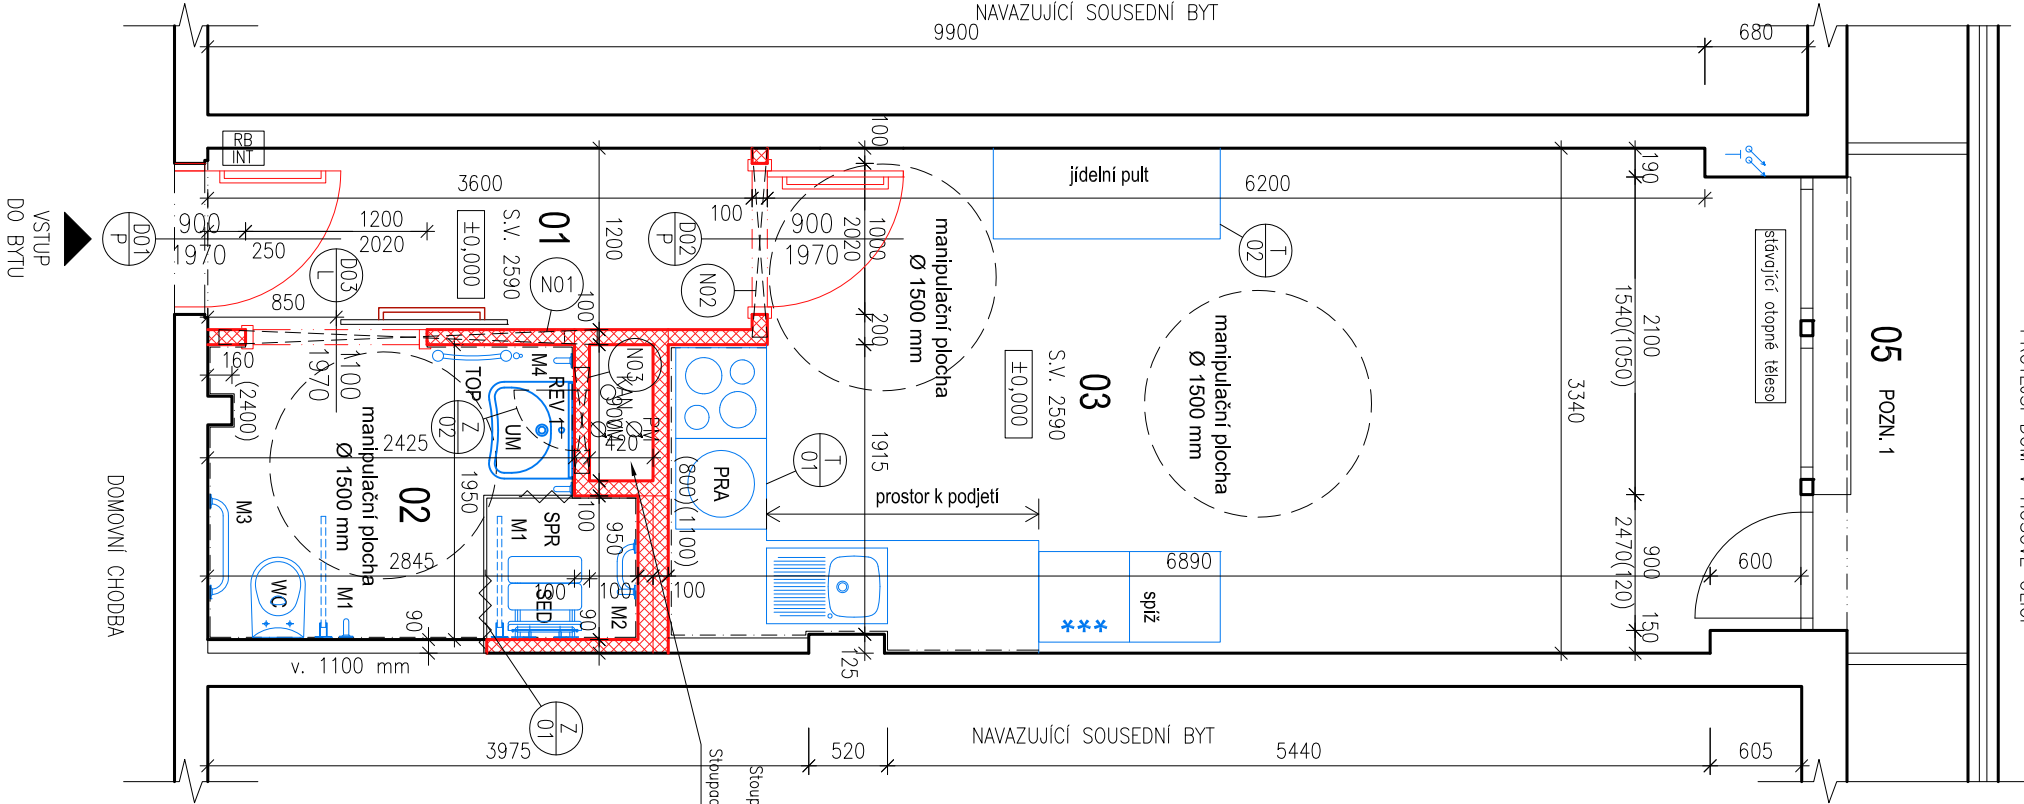 NAVAZUJÍCÍ SOUSEDNÍ BYT
9900
680
RB
INT
100
190
jídelní pult
3600
6200
100
900
1970
1000
2020
D01
P
900
1970
250
1200
2020
01
S.V. 2590
±0,000
1200
D02
P
N02
N01
D03
L
850
100
200
manipulační plocha
Ø 1500 mm
T
02
manipulační plocha
Ø 1500 mm
S.V. 2590
±0,000
03
2100
1540(1050)
3340
stávající otopné těleso
05
POZN. 1
VSTUP
DO BYTU
DOMOVNÍ CHODBA
160
(2400)
1100
1970
manipulační plocha
Ø 1500 mm
02
2425
1950
TOP
Z
02
M4
REV 1
UM
N03
420
PRA
(800)(1100)
T
01
1915
prostor k podjetí
M3
WC
M1
2845
90
M1
SPR
SED
100
950
100
100
100
90
M2
6890
600
spíž
***
900
2470(120)
150
125
v. 1100 mm
Z
01
3975
520
NAVAZUJÍCÍ SOUSEDNÍ BYT
5440
605